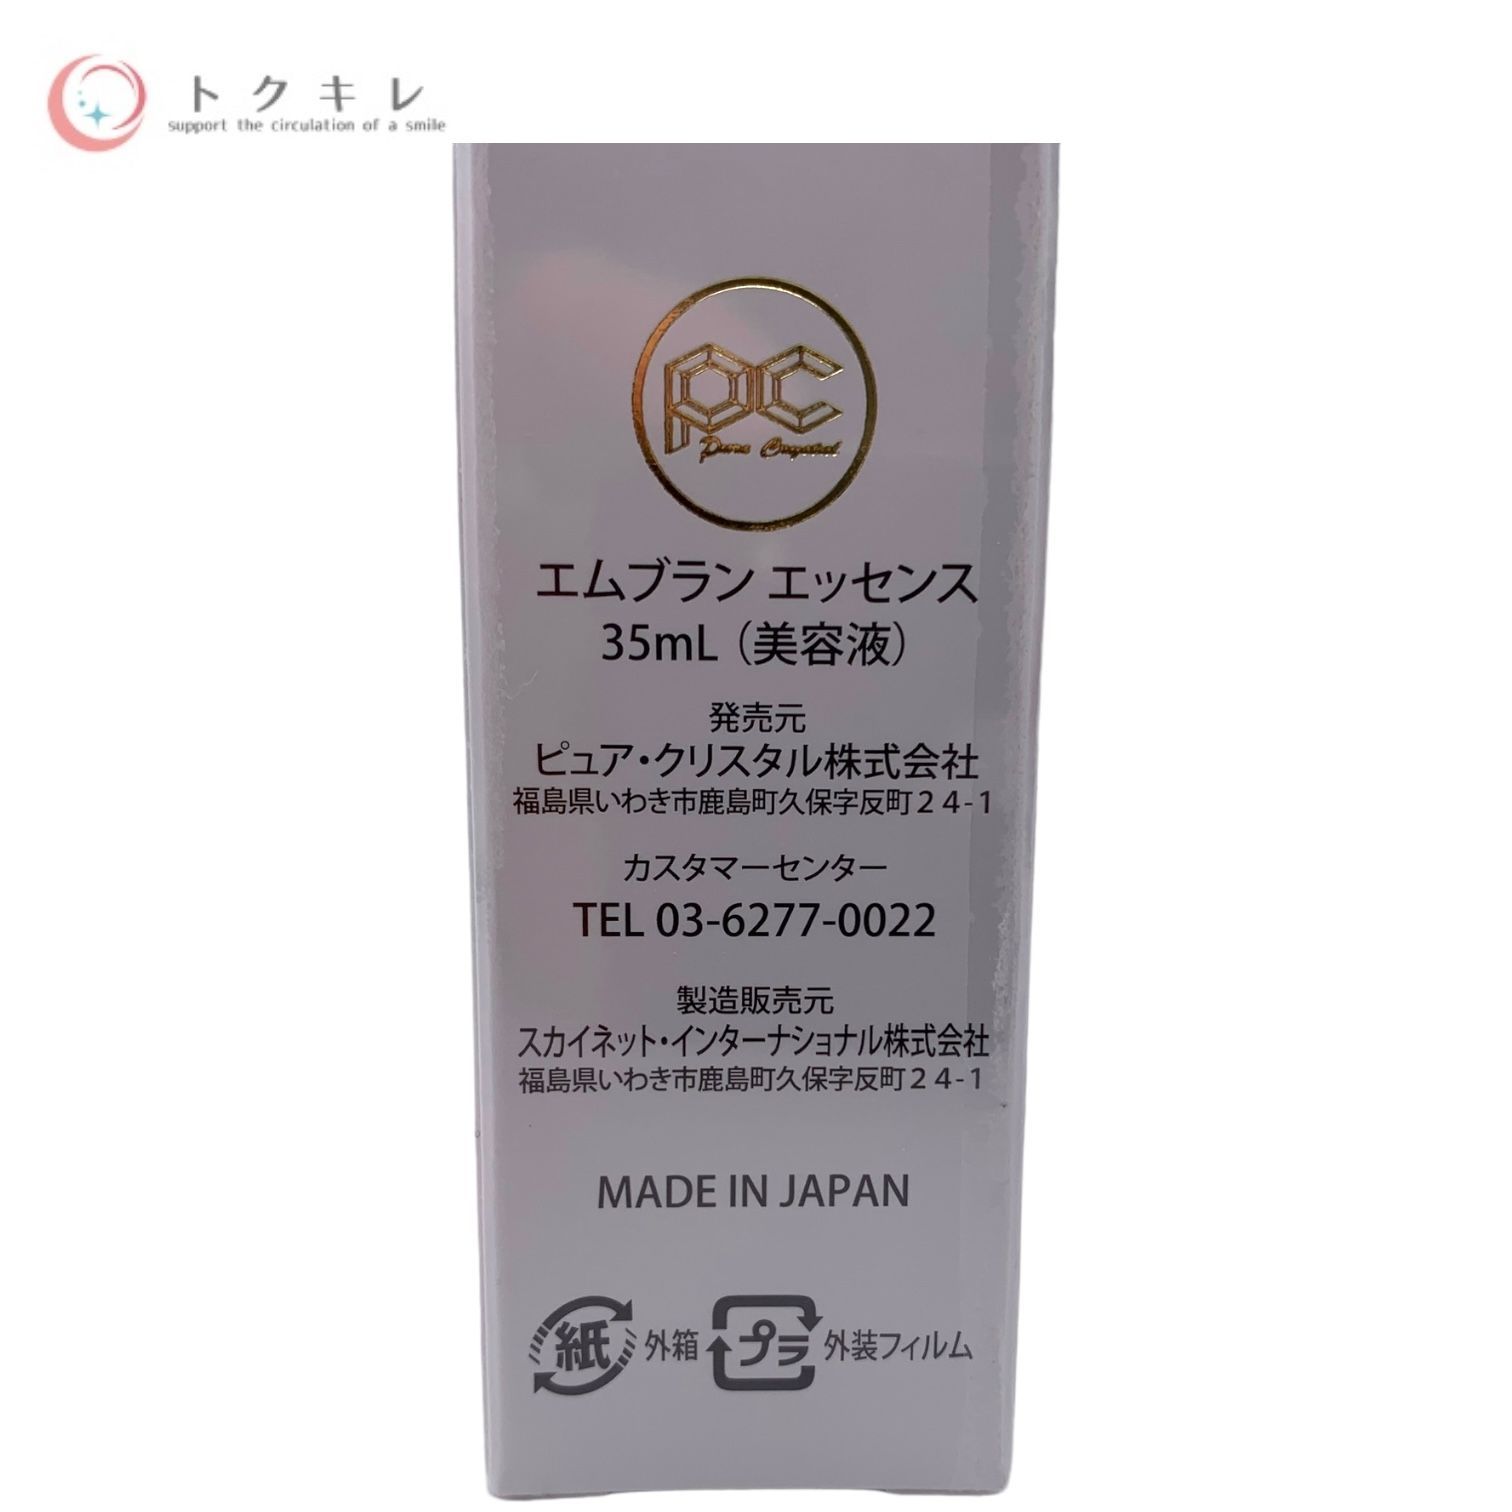 トクキレ
support the circulation of a smile
PC
Pure Crystal
エムブラン エッセンス
35mL（美容液）
発売元
ピュア・クリスタル株式会社
福島県いわき市鹿島町久保字反町２４-１
カスタマーセンター
TEL 03-6277-0022
製造販売元
スカイネット・インターナショナル株式会社
福島県いわき市鹿島町久保字反町２４-１
MADE IN JAPAN
紙 外箱 プラ 外装フィルム